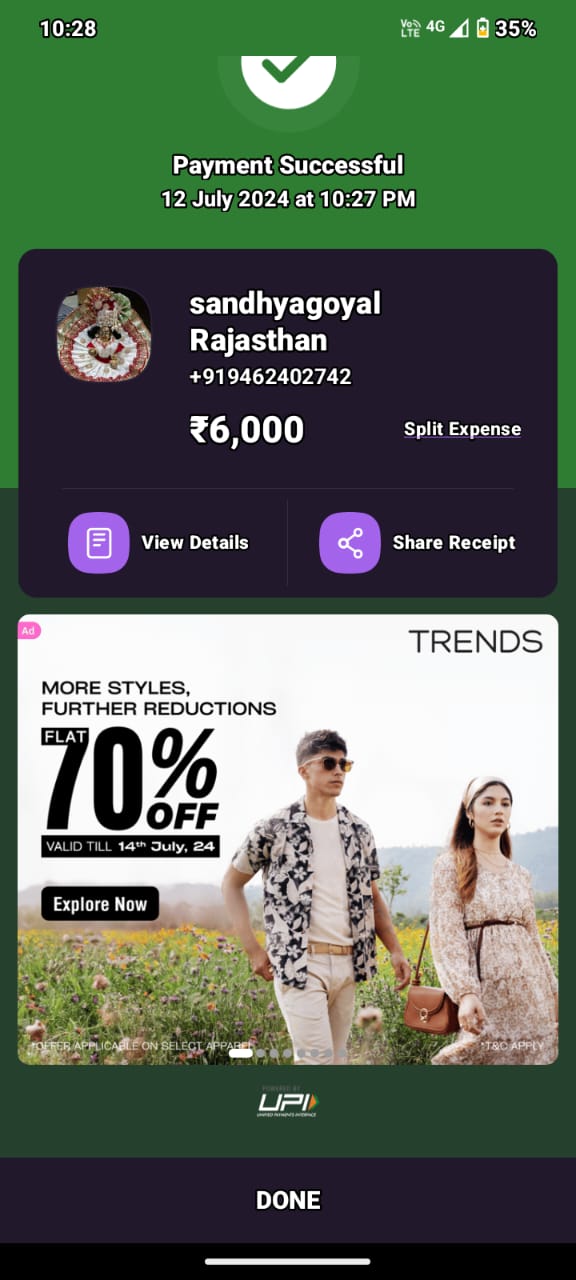 10:28
Vo LTE 4G 35%
Payment Successful
12 July 2024 at 10:27 PM
sandhyagoyal
Rajasthan
+919462402742
₹6,000
Split Expense
View Details
Share Receipt
Ad
TRENDS
MORE STYLES,
FURTHER REDUCTIONS
FLAT
70%
OFF
VALID TILL 14th July, 24
Explore Now
*OFFER APPLICABLE ON SELECT APPAREL
*T&C APPLY
POWERED BY
UPI
UNIFIED PAYMENTS INTERFACE
DONE